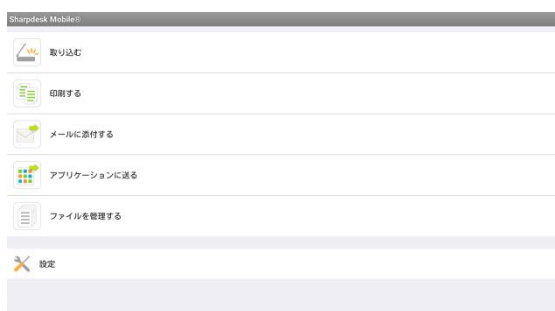 Sharpdesk Mobile®
取り込む
印刷する
メールに添付する
アプリケーションに送る
ファイルを管理する
設定